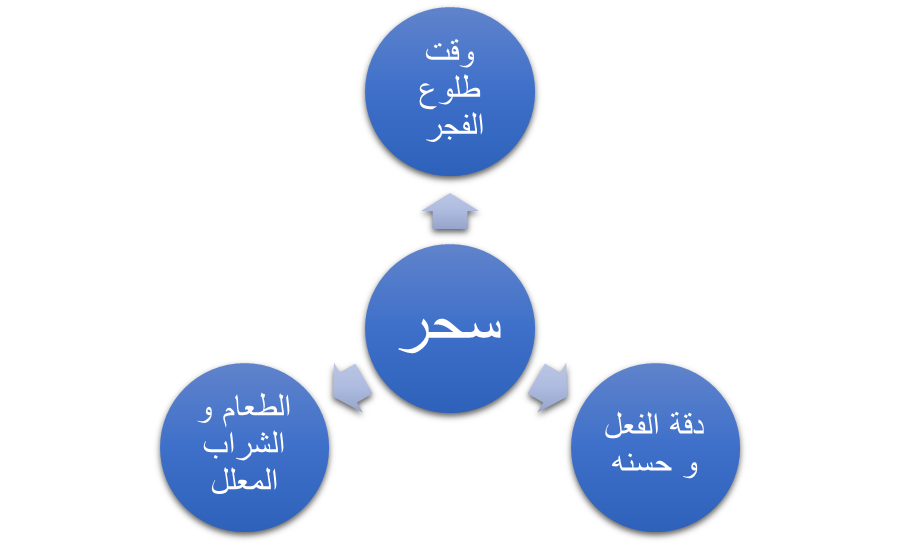 وقت
طلوع
الفجر
سحر
دقة الفعل
و حسنه
الطعام و
الشراب
المعلل